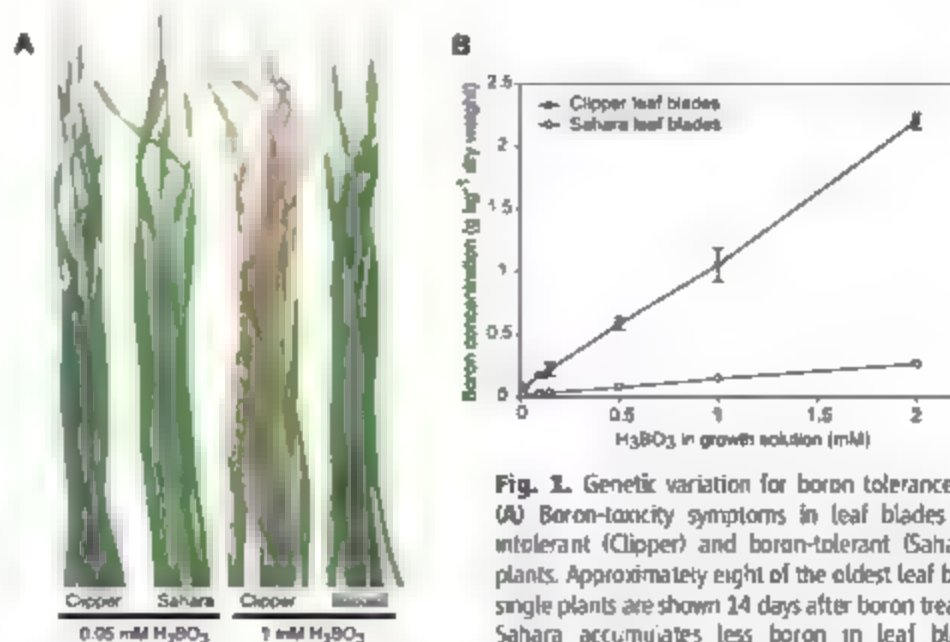 A
Clipper Sahara Clipper
0.05 mM H₃BO₃ 1 mM H₃BO₃
B
Boron concentration (g kg⁻¹ dry weight)
2.5
2
1.5
1
0.5
0
Clipper leaf blades
Sahara leaf blades
0 0.5 1 1.5 2
H₃BO₃ in growth solution (mM)
Fig. 1. Genetic variation for boron tolerance
(A) Boron-toxicity symptoms in leaf blades
intolerant (Clipper) and boron-tolerant (Saha
plants. Approximately eight of the oldest leaf b
single plants are shown 14 days after boron trea
Sahara accumulates less boron in leaf bl